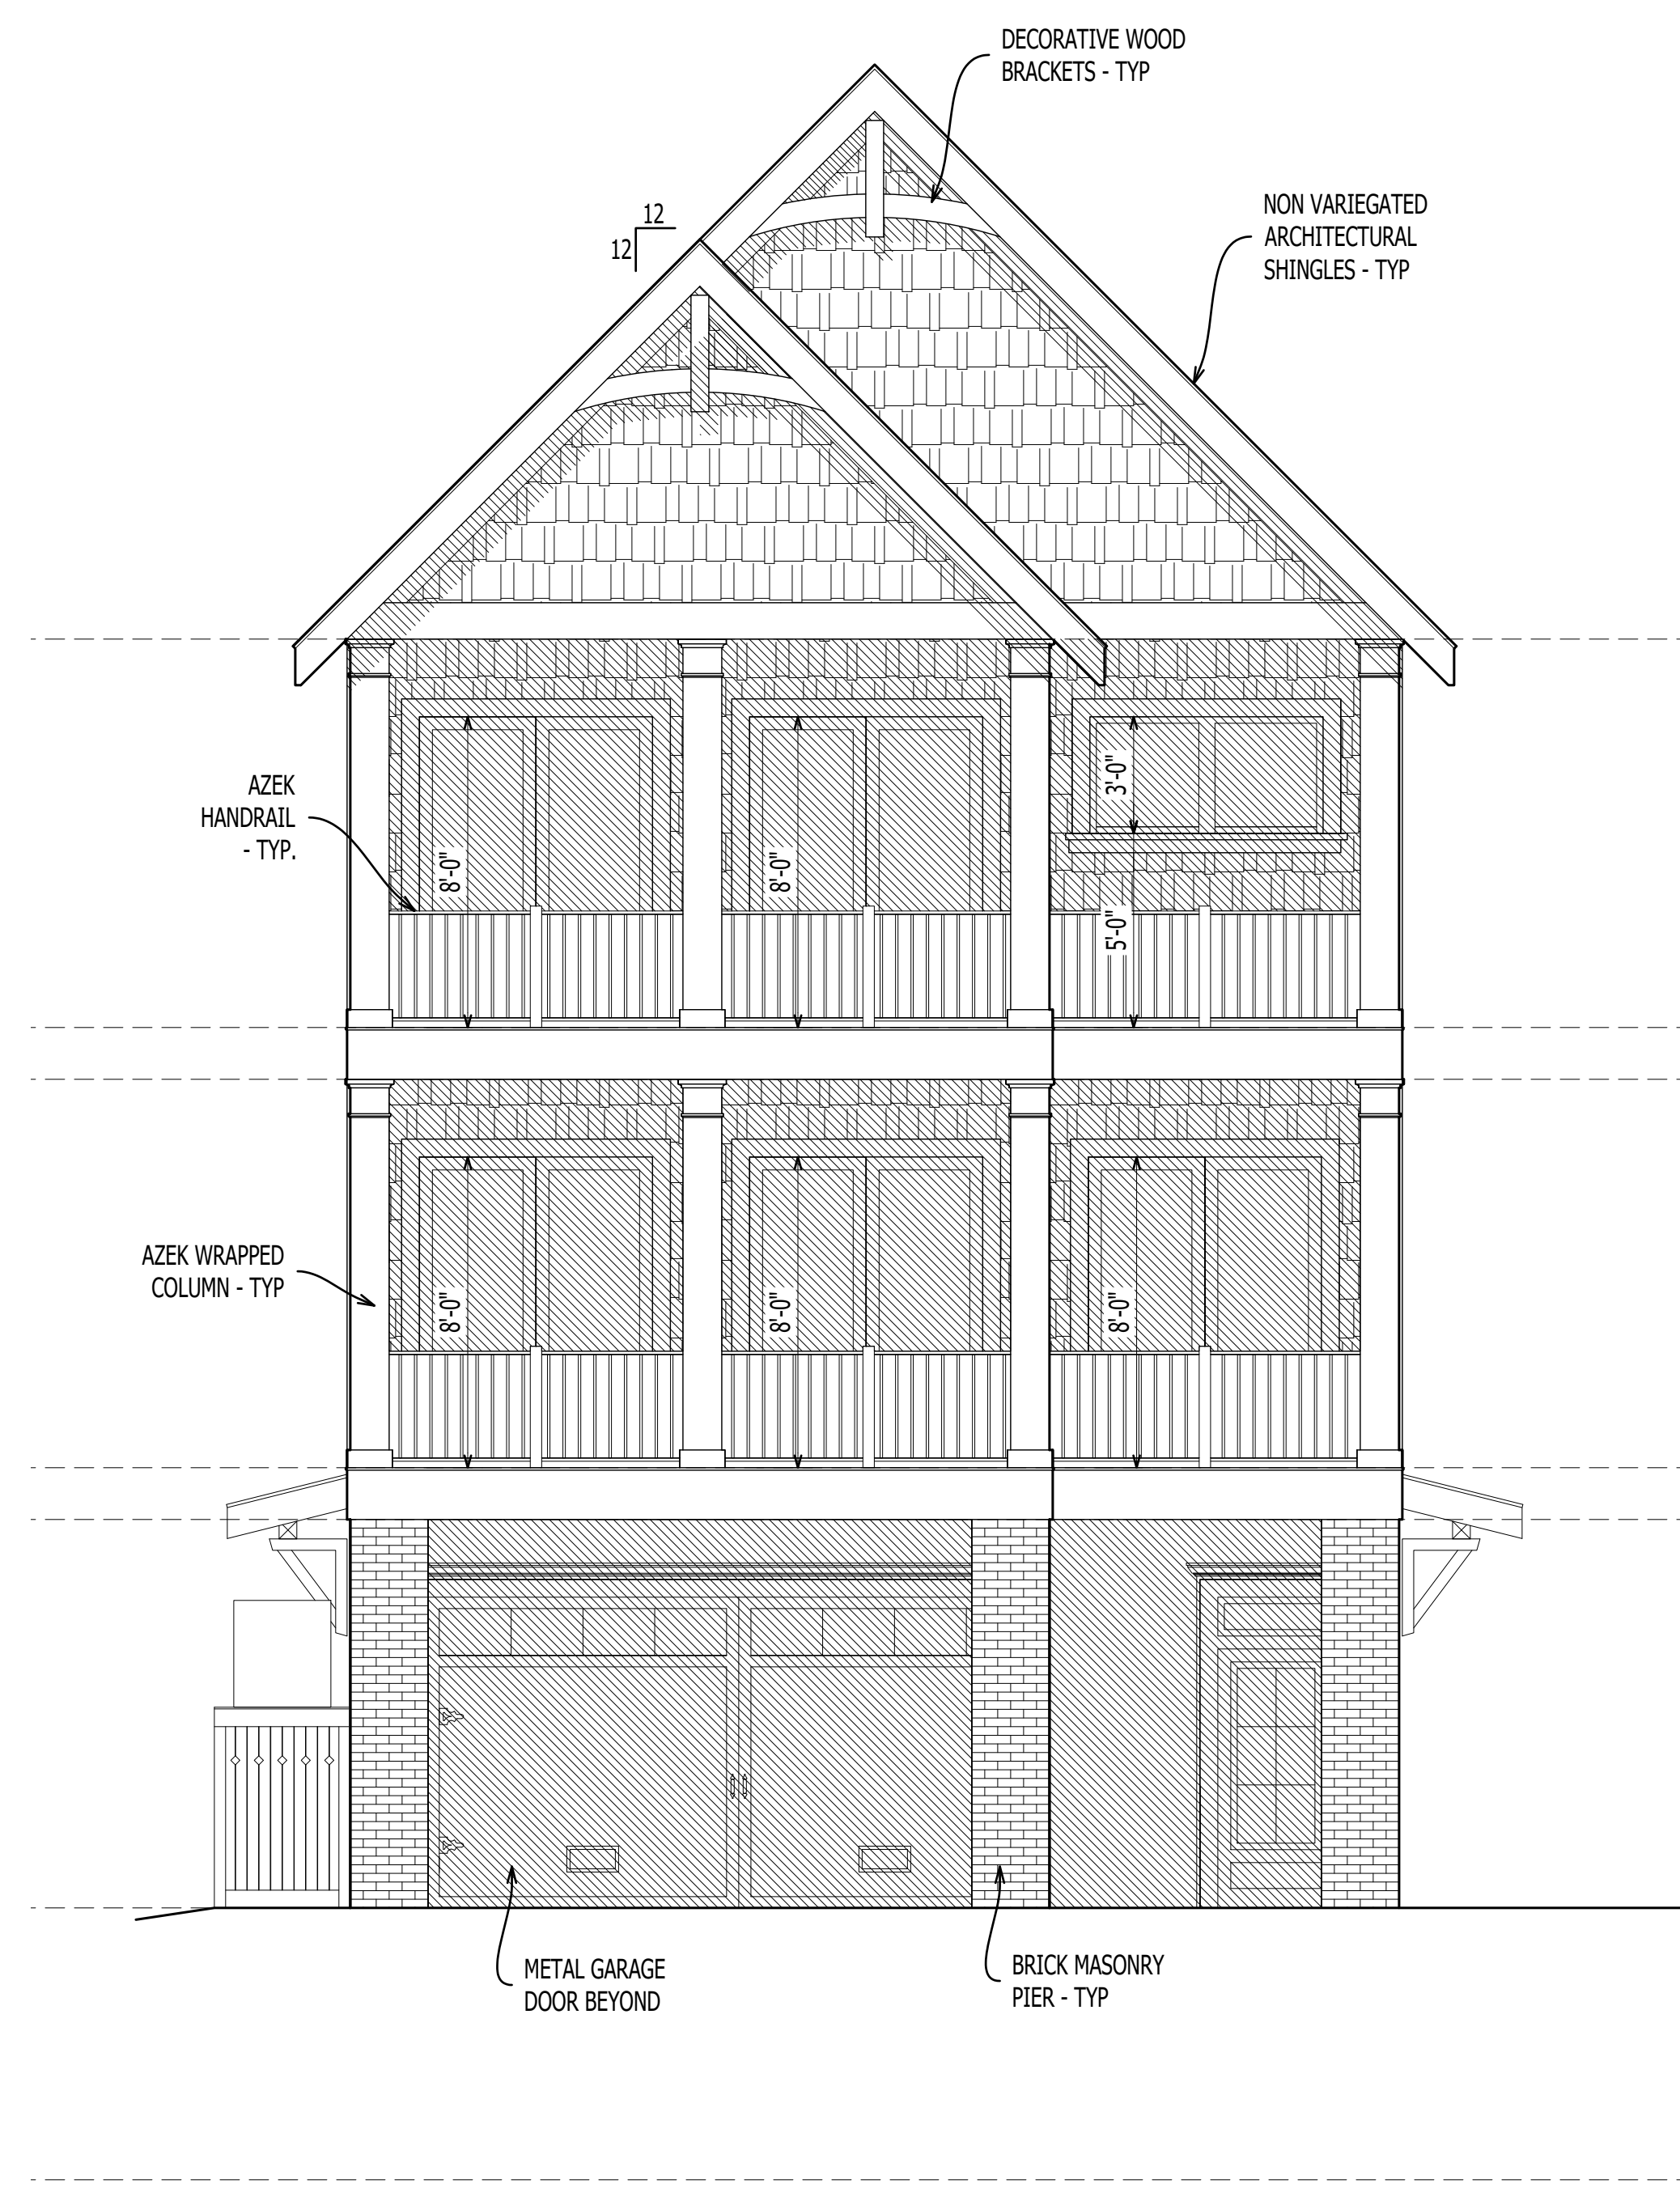 DECORATIVE WOOD
BRACKETS - TYP
NON VARIEGATED
ARCHITECTURAL
SHINGLES - TYP
12
12
AZEK
HANDRAIL
- TYP.
8'-0"
8'-0"
3'-0"
5'-0"
AZEK WRAPPED
COLUMN - TYP
8'-0"
8'-0"
8'-0"
METAL GARAGE
DOOR BEYOND
BRICK MASONRY
PIER - TYP